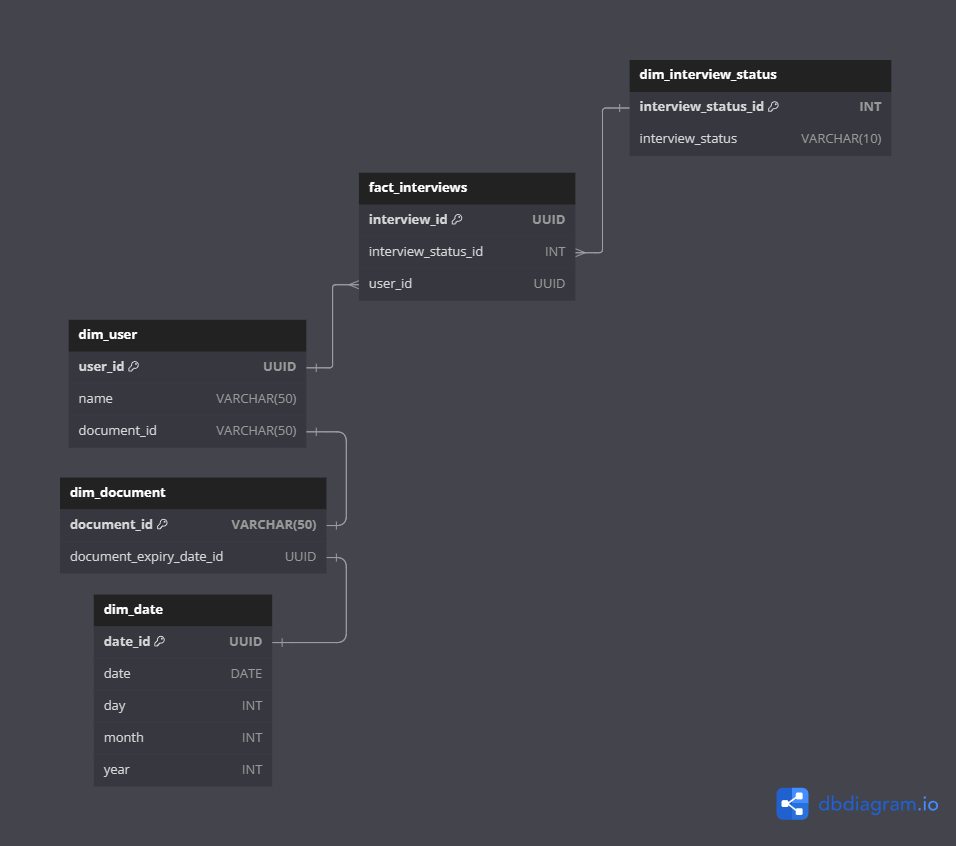 dim_interview_status
interview_status_id INT
interview_status VARCHAR(10)
fact_interviews
interview_id UUID
interview_status_id INT
user_id UUID
dim_user
user_id UUID
name VARCHAR(50)
document_id VARCHAR(50)
dim_document
document_id VARCHAR(50)
document_expiry_date_id UUID
dim_date
date_id UUID
date DATE
day INT
month INT
year INT
dbdiagram.io